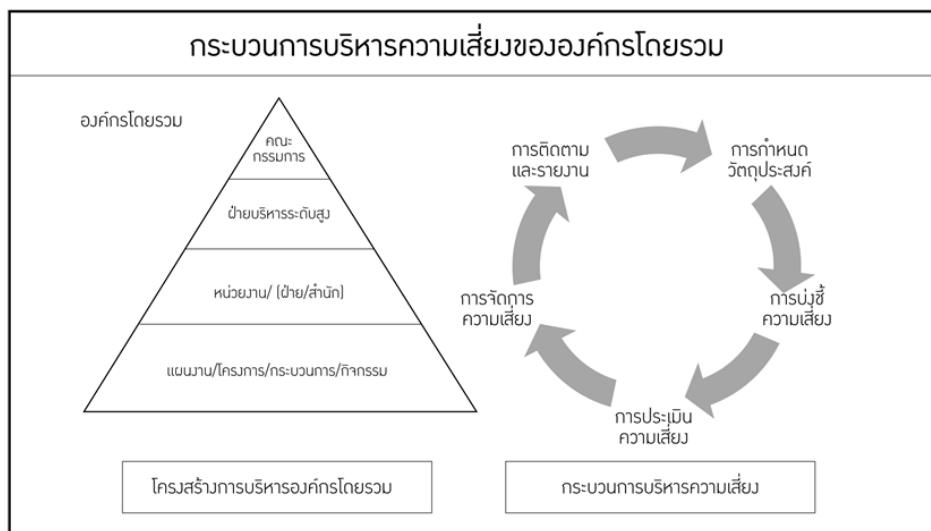 กระบวนการบริหารความเสี่ยงขององค์กรโดยรวม
องค์กรโดยรวม
คณะ
กรรมการ
ฝ่ายบริหารระดับสูง
หน่วยงาน/ (ฝ่าย/สำนัก)
แผนงาน/โครงการ/กระบวนการ/กิจกรรม
โครงสร้างการบริหารองค์กรโดยรวม
การติดตาม
และรายงาน
การกำหนด
วัตถุประสงค์
การบ่งชี้
ความเสี่ยง
การประเมิน
ความเสี่ยง
การจัดการ
ความเสี่ยง
กระบวนการบริหารความเสี่ยง